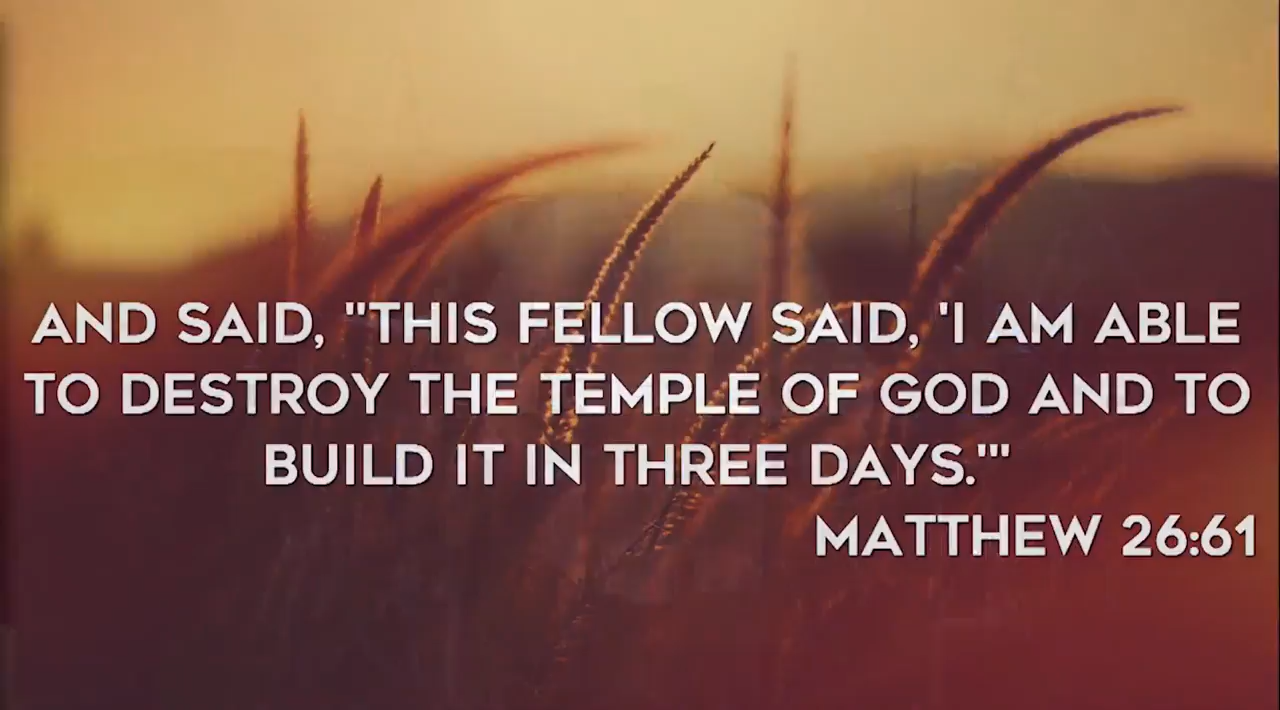 AND SAID, "THIS FELLOW SAID, 'I AM ABLE
TO DESTROY THE TEMPLE OF GOD AND TO
BUILD IT IN THREE DAYS.'"
MATTHEW 26:61